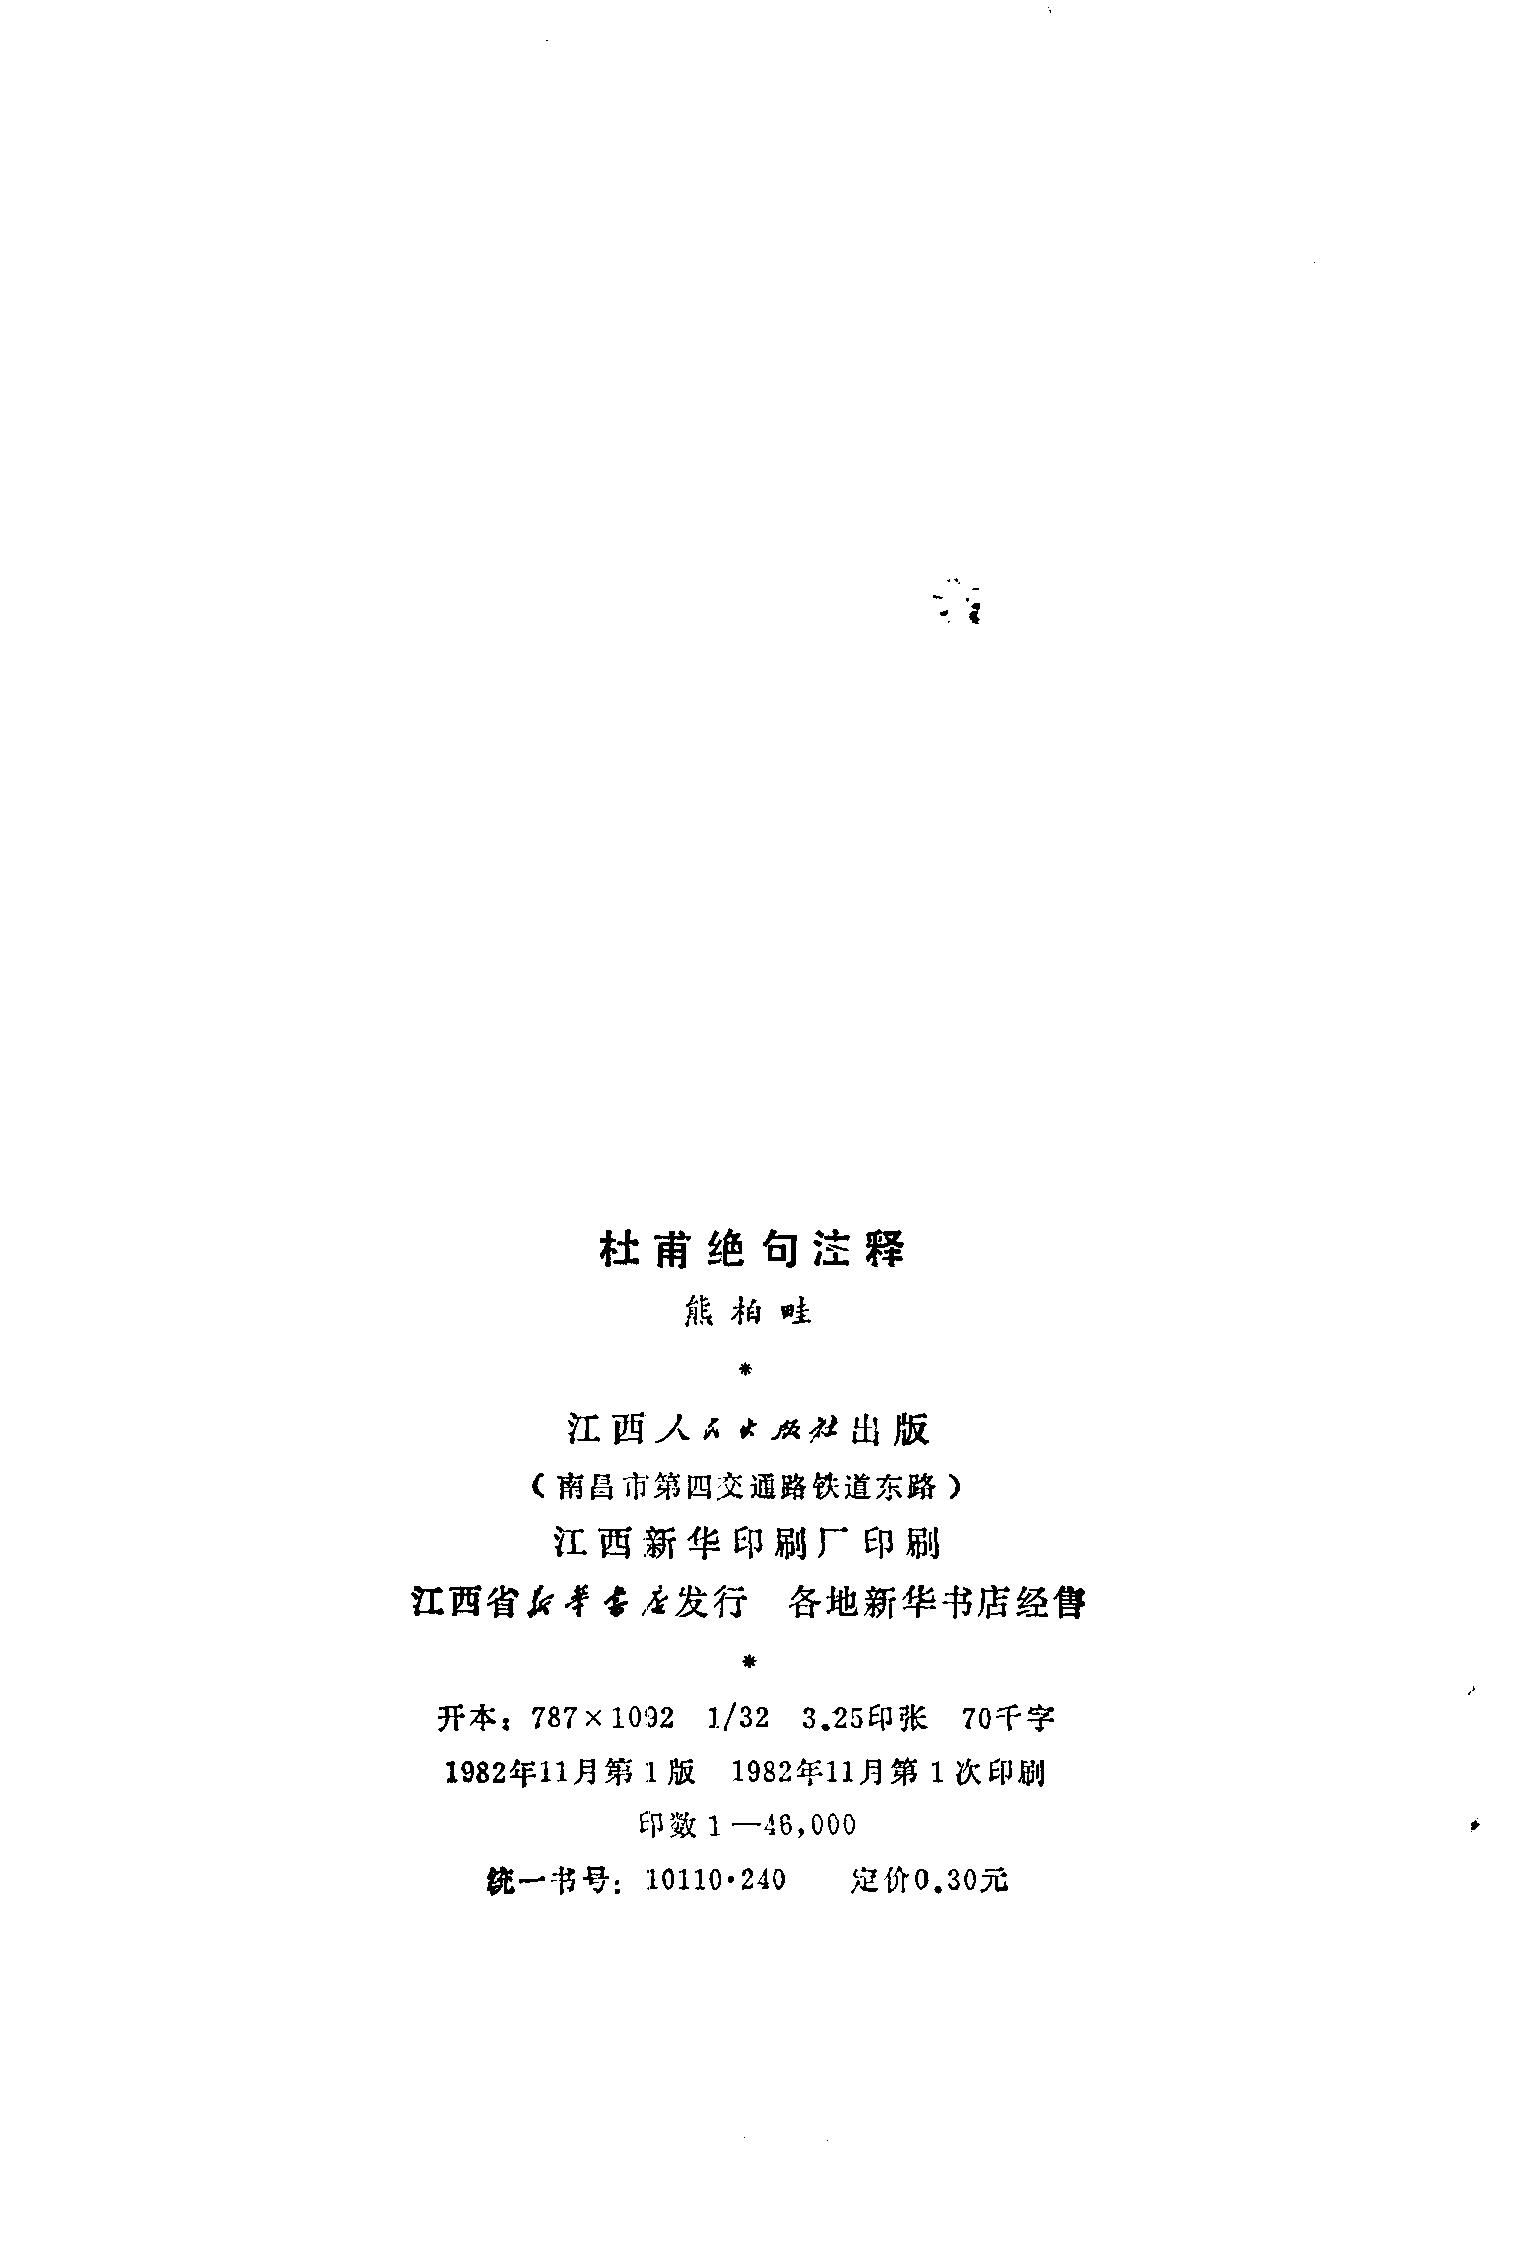 杜甫绝句注释
熊柏畦
*
江西人民出版社出版
(南昌市第四交通路铁道东路)
江西新华印刷厂印刷
江西省新华书店发行 各地新华书店经售
*
开本：787×1092 1/32 3.25印张 70千字
1982年11月第1版 1982年11月第1次印刷
印数1—46,000
统一书号：10110·240 定价0.30元